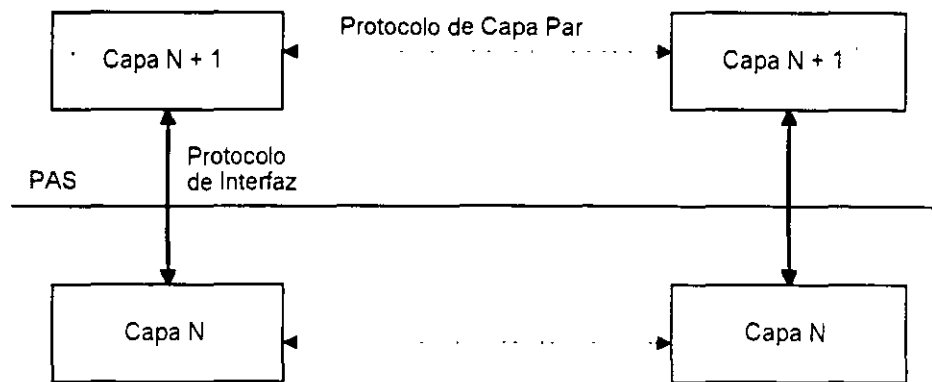 Protocolo de Capa Par
Capa N + 1
Capa N + 1
Protocolo
de Interfaz
PAS
Capa N
Capa N